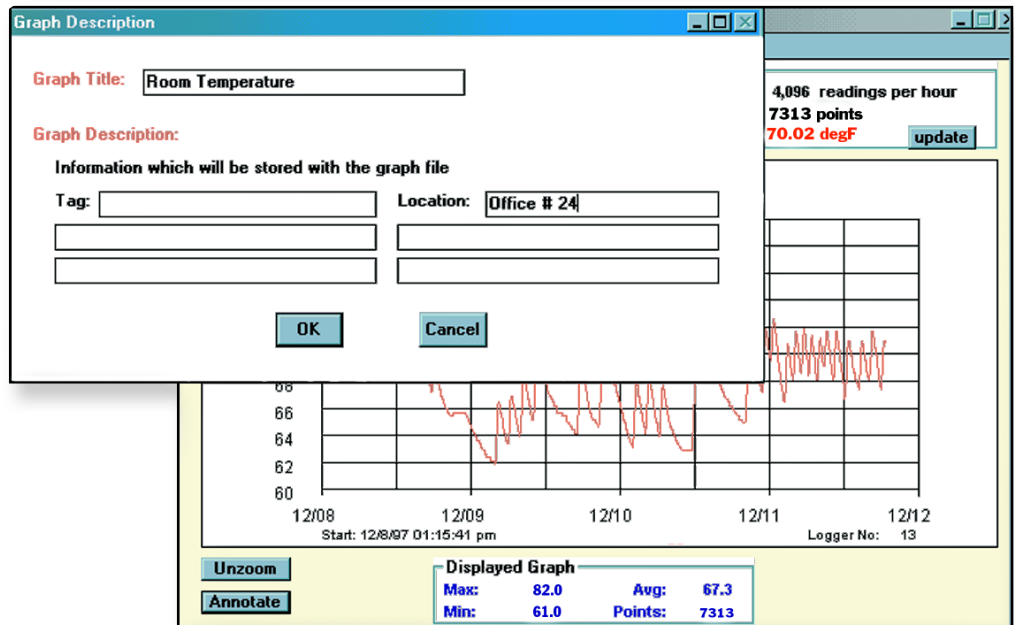 Graph Description
Graph Title: Room Temperature
Graph Description:
Information which will be stored with the graph file
Tag: Location: Office # 24
OK Cancel
4,096 readings per hour
7313 points
70.02 degF update
68
66
64
62
60
12/08 12/09 12/10 12/11 12/12
Start: 12/8/97 01:15:41 pm Logger No: 13
Unzoom
Annotate
Displayed Graph
Max: 82.0 Avg: 67.3
Min: 61.0 Points: 7313